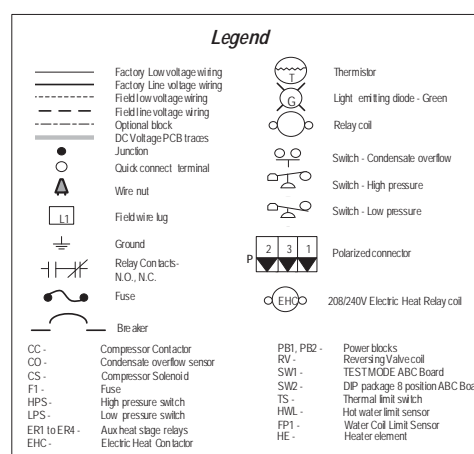 Legend
Factory Low voltage wiring
Factory Line voltage wiring
Field low voltage wiring
Field line voltage wiring
Optional block
DC Voltage PCB traces
Junction
Quick connect terminal
Wire nut
L1 Field wire lug
Ground
Relay Contacts-
N.O., N.C.
Fuse
Breaker
T Thermistor
G Light emitting diode - Green
Relay coil
Switch - Condensate overflow
Switch - High pressure
Switch - Low pressure
P 2 3 1 Polarized connector
EHC 208/240V Electric Heat Relay coil
CC - Compressor Contactor
CO - Condensate overflow sensor
CS - Compressor Solenoid
F1 - Fuse
HPS - High pressure switch
LPS - Low pressure switch
ER1 to ER4 - Aux heat stage relays
EHC - Electric Heat Contactor
PB1, PB2 - Power blocks
RV - Reversing Valve coil
SW1 - TEST MODE ABC Board
SW2 - DIP package 8 position ABC Boa
TS - Thermal limit switch
HWL - Hot water limit sensor
FP1 - Water Coil Limit Sensor
HE - Heater element